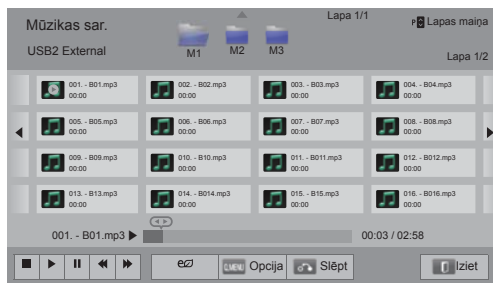 Mūzikas sar.
Lapa 1/1
P Lapas maiņa
USB2 External
M1 M2 M3
Lapa 1/2
001. - B01.mp3
00:00
002. - B02.mp3
00:00
003. - B03.mp3
00:00
004. - B04.mp3
00:00
005. - B05.mp3
00:00
006. - B06.mp3
00:00
007. - B07.mp3
00:00
008. - B08.mp3
00:00
009. - B09.mp3
00:00
010. - B10.mp3
00:00
011. - B011.mp3
00:00
012. - B012.mp3
00:00
013. - B13.mp3
00:00
014. - B014.mp3
00:00
015. - B15.mp3
00:00
016. - B016.mp3
00:00
001. - B01.mp3
00:03 / 02:58
Q.MENU Opcija
Slēpt
Iziet